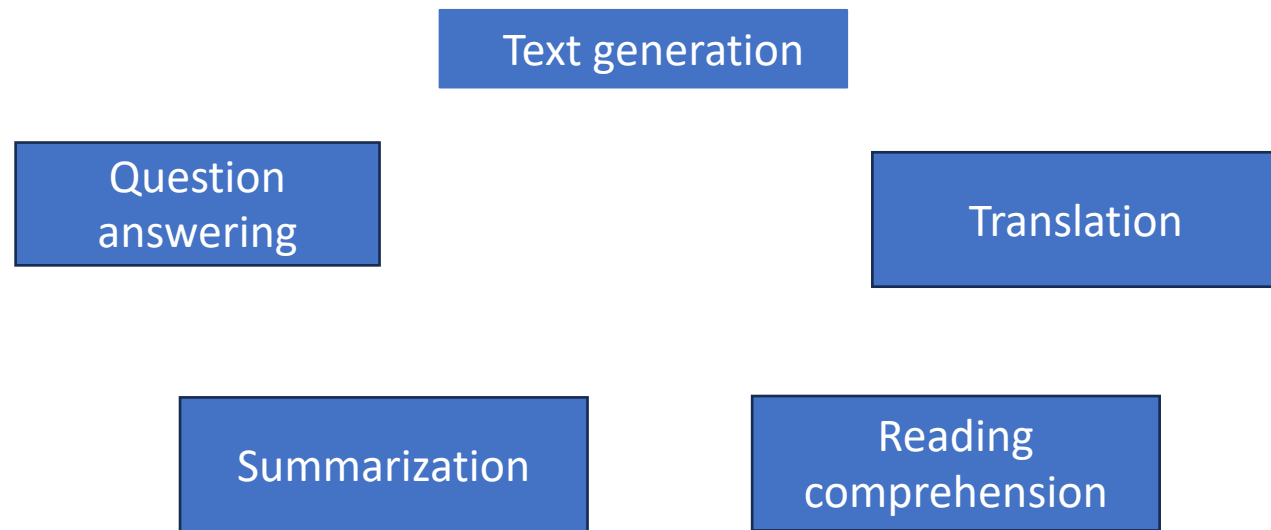 Text generation
Question
answering
Translation
Summarization
Reading
comprehension